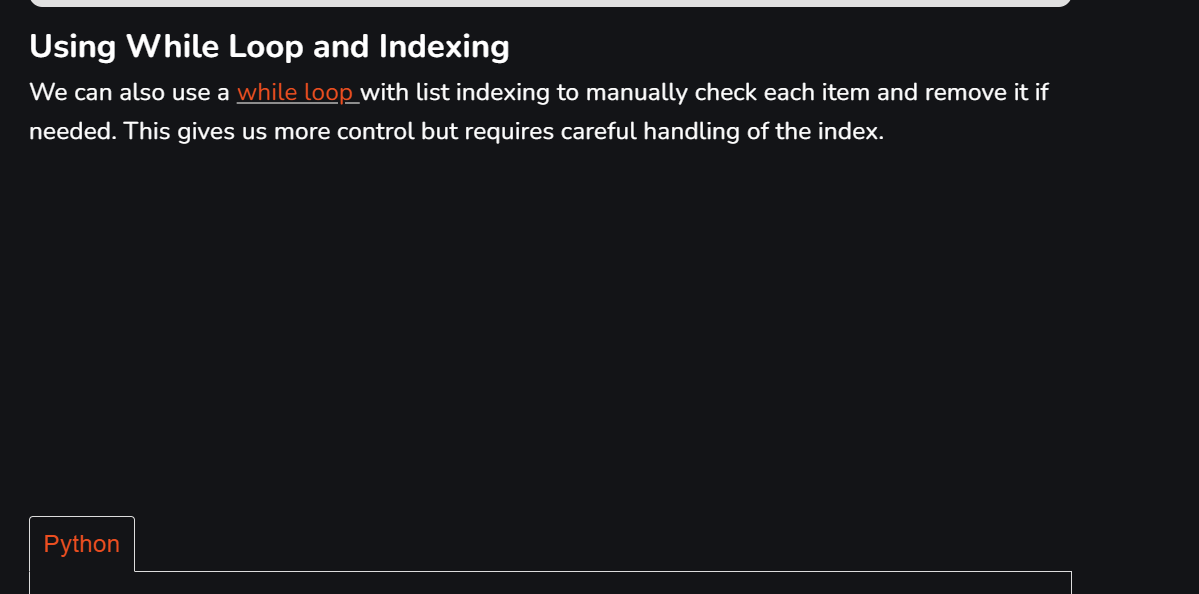 Using While Loop and Indexing
We can also use a while loop with list indexing to manually check each item and remove it if
needed. This gives us more control but requires careful handling of the index.
Python